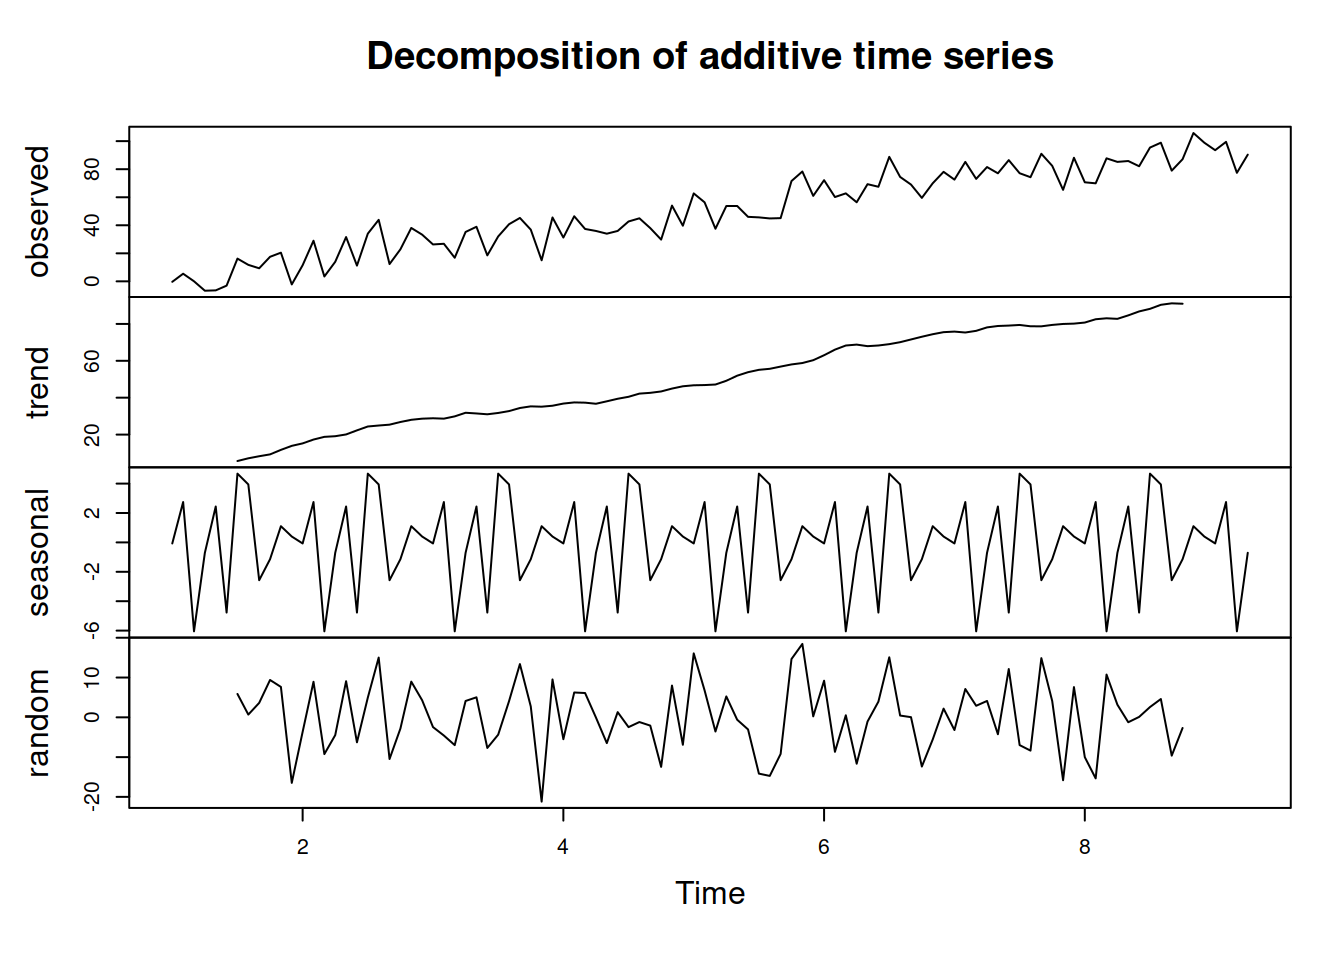 Decomposition of additive time series
observed
0 40 80
trend
20 60
seasonal
-6 -2 2
random
-20 0 10
2 4 6 8
Time